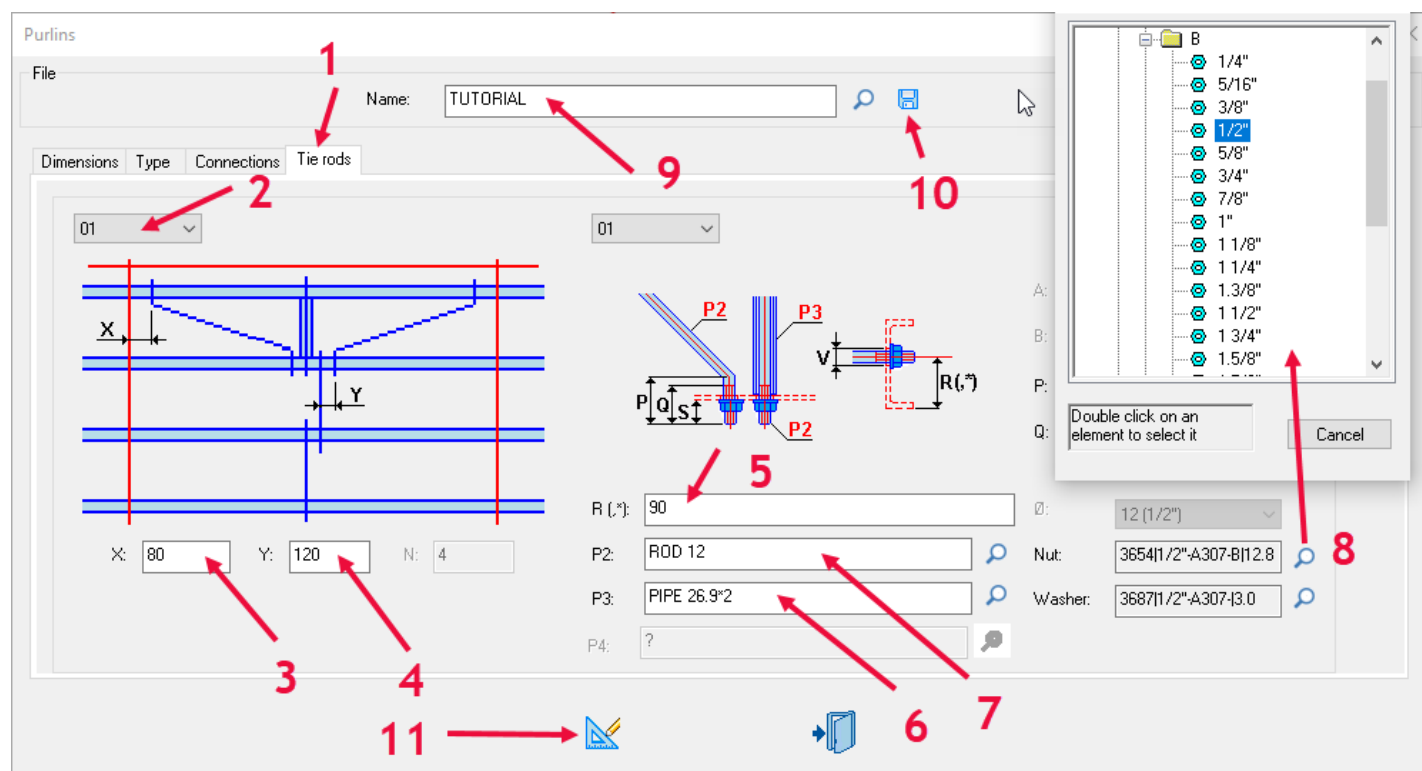 Purlins
File
1
Name:
TUTORIAL
9
10
Dimensions
Type
Connections
Tie rods
2
01
X
Y
X:
80
Y:
120
N:
4
3
4
01
P2
P3
V
R(,*)
P
Q
S
P2
5
R (,*):
90
P2:
ROD 12
P3:
PIPE 26.9*2
P4:
?
6
7
A:
B:
P:
Q:
Ø:
12 (1/2")
Nut:
3654|1/2"-A307-B|12.8
Washer:
3687|1/2"-A307-|3.0
8
B
1/4"
5/16"
3/8"
1/2"
5/8"
3/4"
7/8"
1"
1 1/8"
1 1/4"
1.3/8"
1 1/2"
1 3/4"
1.5/8"
Double click on an
element to select it
Cancel
11